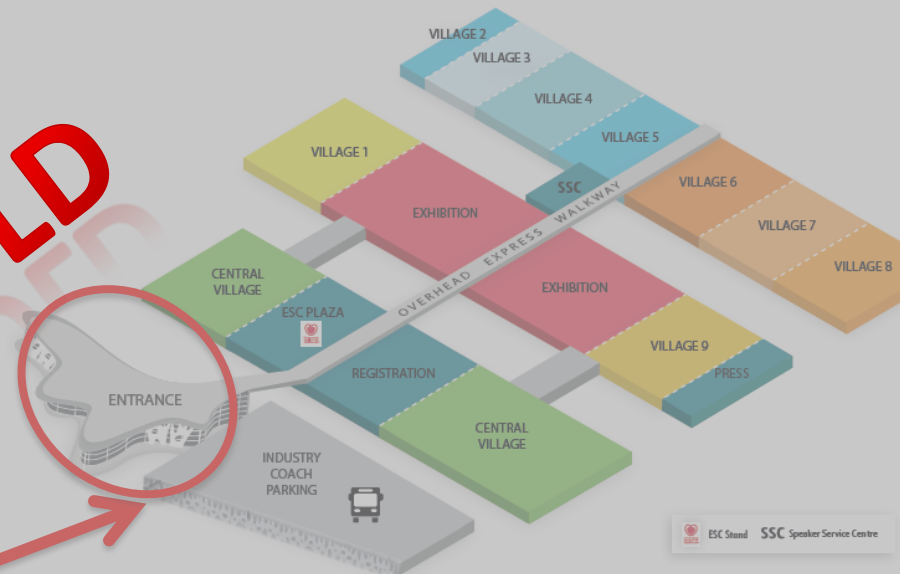 VILLAGE 2
VILLAGE 3
VILLAGE 4
VILLAGE 5
VILLAGE 1
SSC
VILLAGE 6
EXHIBITION
OVERHEAD EXPRESS WALKWAY
VILLAGE 7
VILLAGE 8
CENTRAL
VILLAGE
EXHIBITION
ESC PLAZA
VILLAGE 9
REGISTRATION
PRESS
ENTRANCE
CENTRAL
VILLAGE
INDUSTRY
COACH
PARKING
ESC Stand SSC Speaker Service Centre
LD